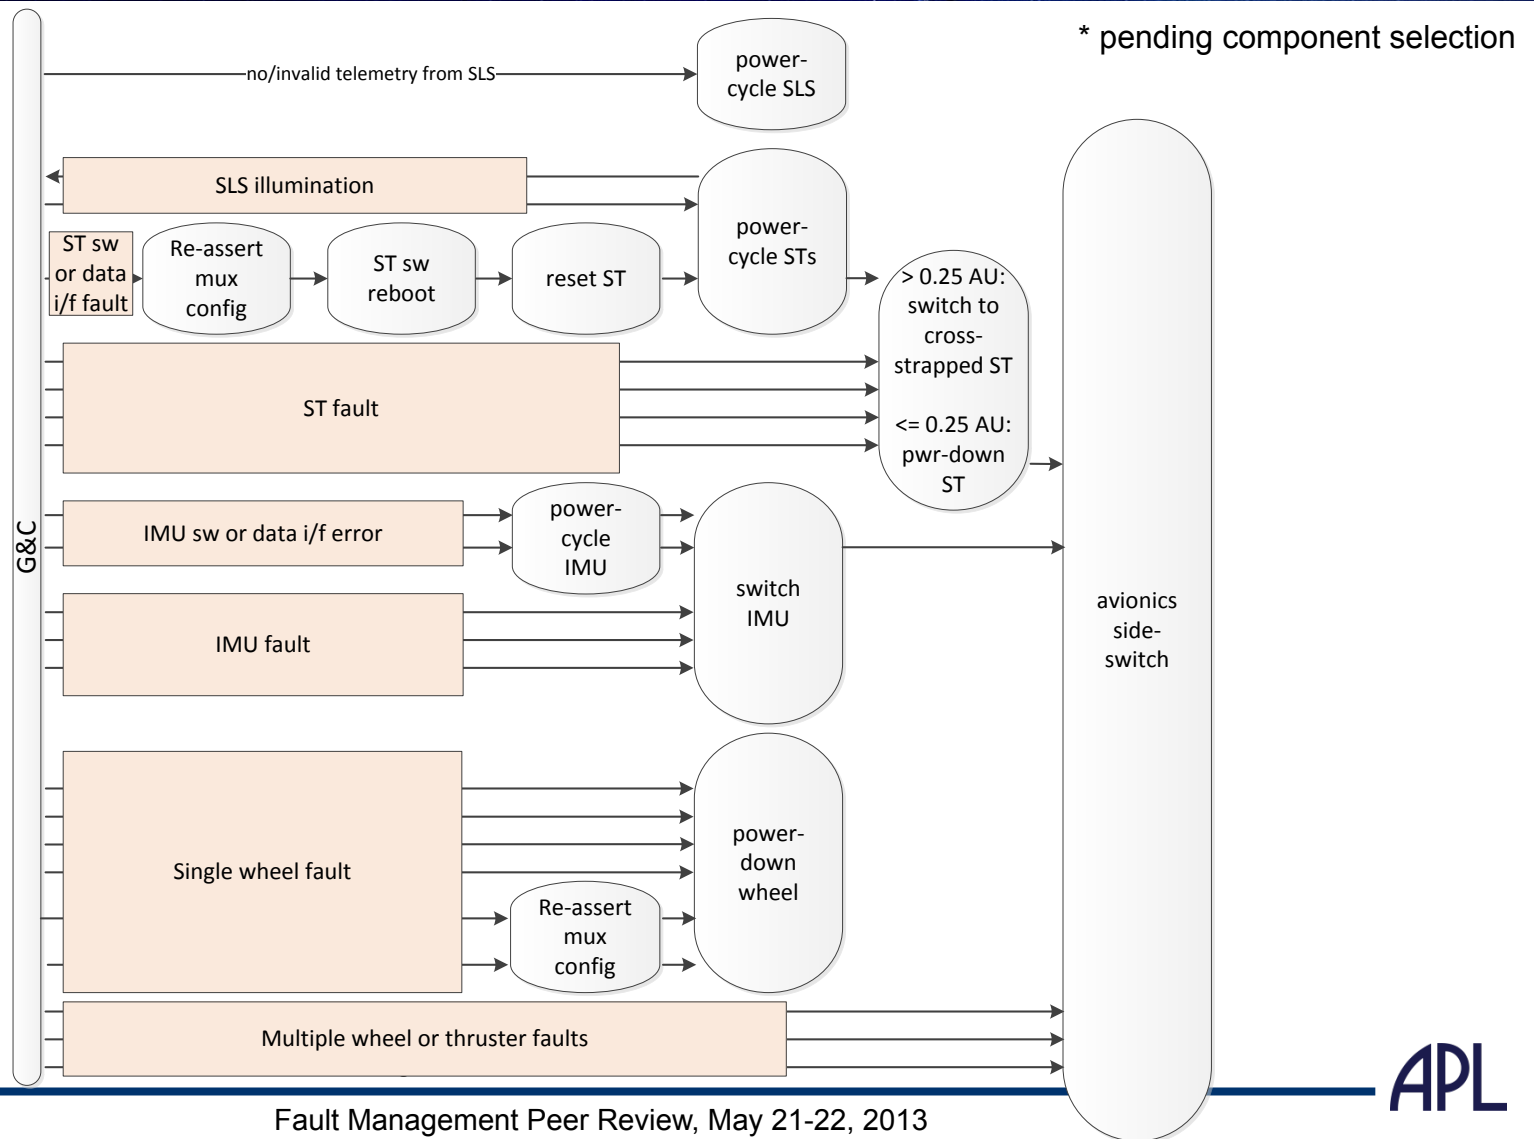 * pending component selection
no/invalid telemetry from SLS
power-
cycle SLS
SLS illumination
power-
cycle STs
ST sw
or data
i/f fault
Re-assert
mux
config
ST sw
reboot
reset ST
> 0.25 AU:
switch to
cross-
strapped ST
<= 0.25 AU:
pwr-down
ST
ST fault
G&C
IMU sw or data i/f error
power-
cycle
IMU
switch
IMU
IMU fault
avionics
side-
switch
Single wheel fault
power-
down
wheel
Re-assert
mux
config
Multiple wheel or thruster faults
APL
Fault Management Peer Review, May 21-22, 2013